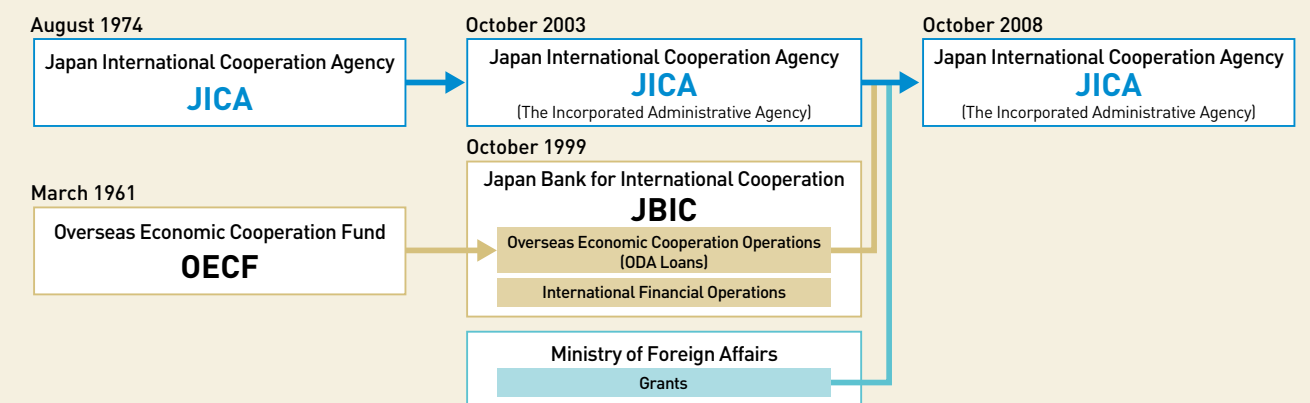 August 1974
Japan International Cooperation Agency
JICA
October 2003
Japan International Cooperation Agency
JICA
(The Incorporated Administrative Agency)
October 2008
Japan International Cooperation Agency
JICA
(The Incorporated Administrative Agency)
March 1961
Overseas Economic Cooperation Fund
OECF
October 1999
Japan Bank for International Cooperation
JBIC
Overseas Economic Cooperation Operations
(ODA Loans)
International Financial Operations
Ministry of Foreign Affairs
Grants